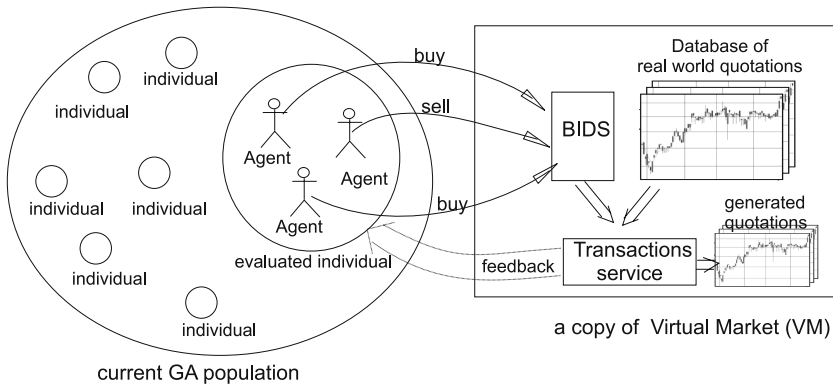 individual
individual
individual
individual
individual
individual
Agent
Agent
Agent
evaluated individual
current GA population
buy
sell
buy
feedback
Database of
real world quotations
BIDS
generated
quotations
Transactions
service
a copy of Virtual Market (VM)